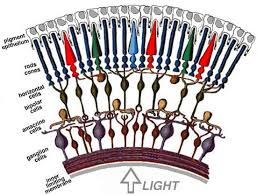 pigment
epithelium
rods
cones
horizontal
cells
bipolar
cells
amacrine
cells
ganglion
cells
inner
limiting
membrane
LIGHT